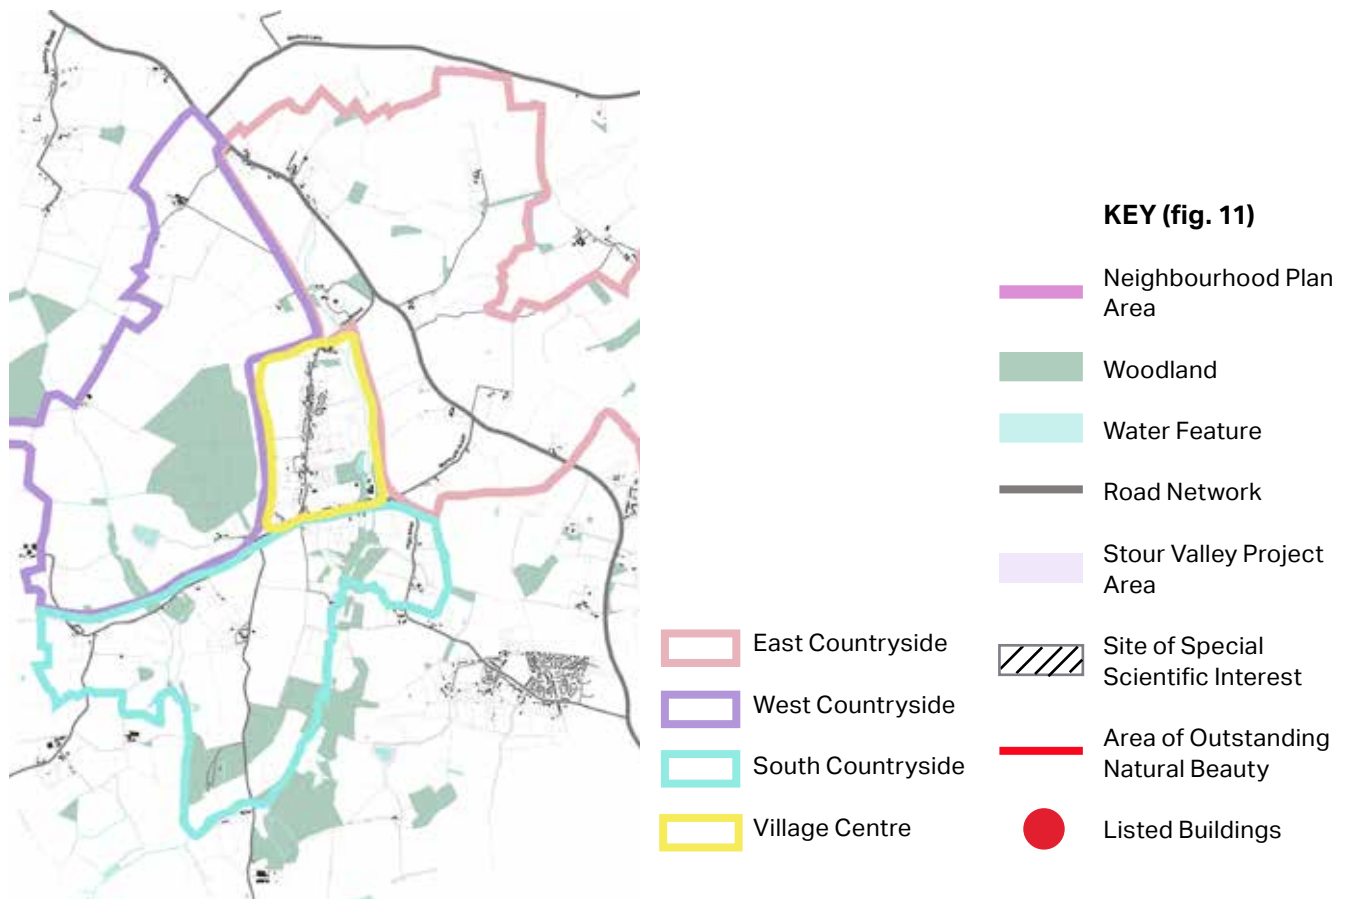 KEY (fig. 11)
Neighbourhood Plan
Area
Woodland
Water Feature
Road Network
Stour Valley Project
Area
Site of Special
Scientific Interest
Area of Outstanding
Natural Beauty
Listed Buildings
East Countryside
West Countryside
South Countryside
Village Centre